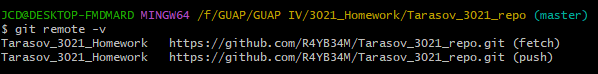 JCD@DESKTOP-FMDMARD MINGW64 /f/GUAP/GUAP IV/3021_Homework/Tarasov_3021_repo (master)
$ git remote -v
Tarasov_3021_Homework   https://github.com/R4YB34M/Tarasov_3021_repo.git (fetch)
Tarasov_3021_Homework   https://github.com/R4YB34M/Tarasov_3021_repo.git (push)